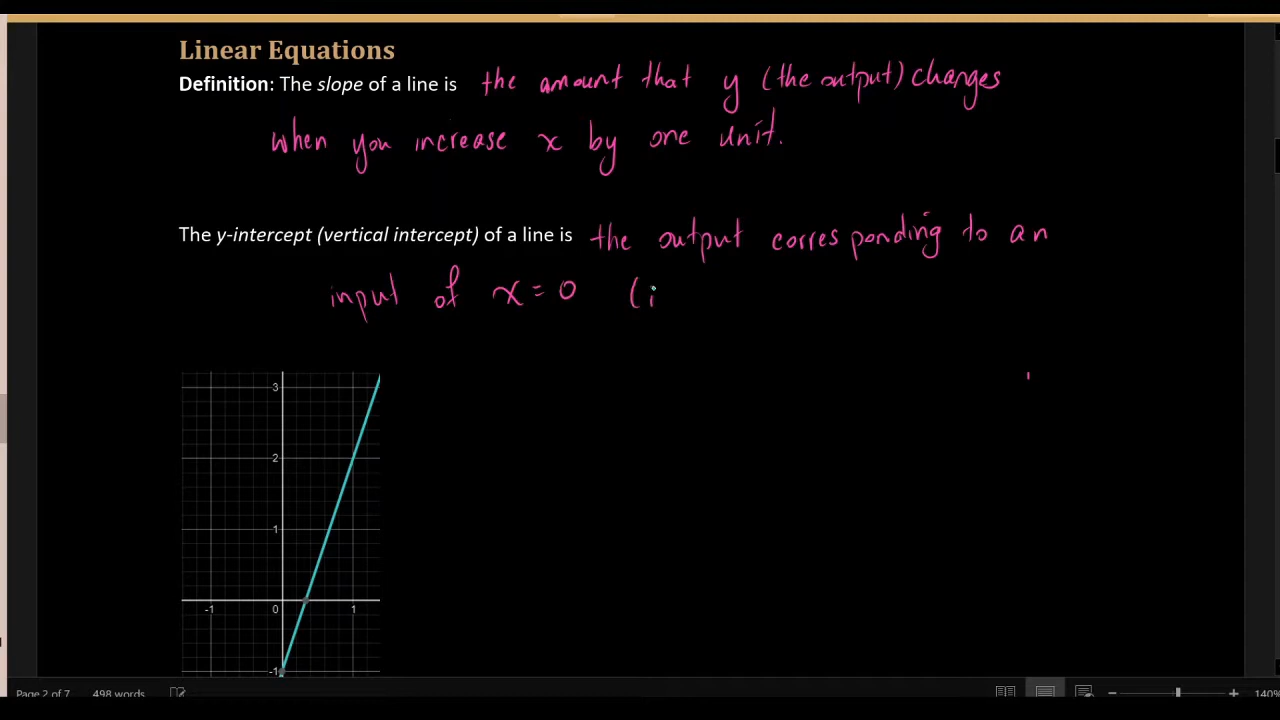 Linear Equations
Definition: The slope of a line is the amount that y (the output) changes
when you increase x by one unit.
The y-intercept (vertical intercept) of a line is the output corresponding to an
input of x = 0 (i
3
2
1
-1 0 1
-1
Page 2 of 7 498 words 140%